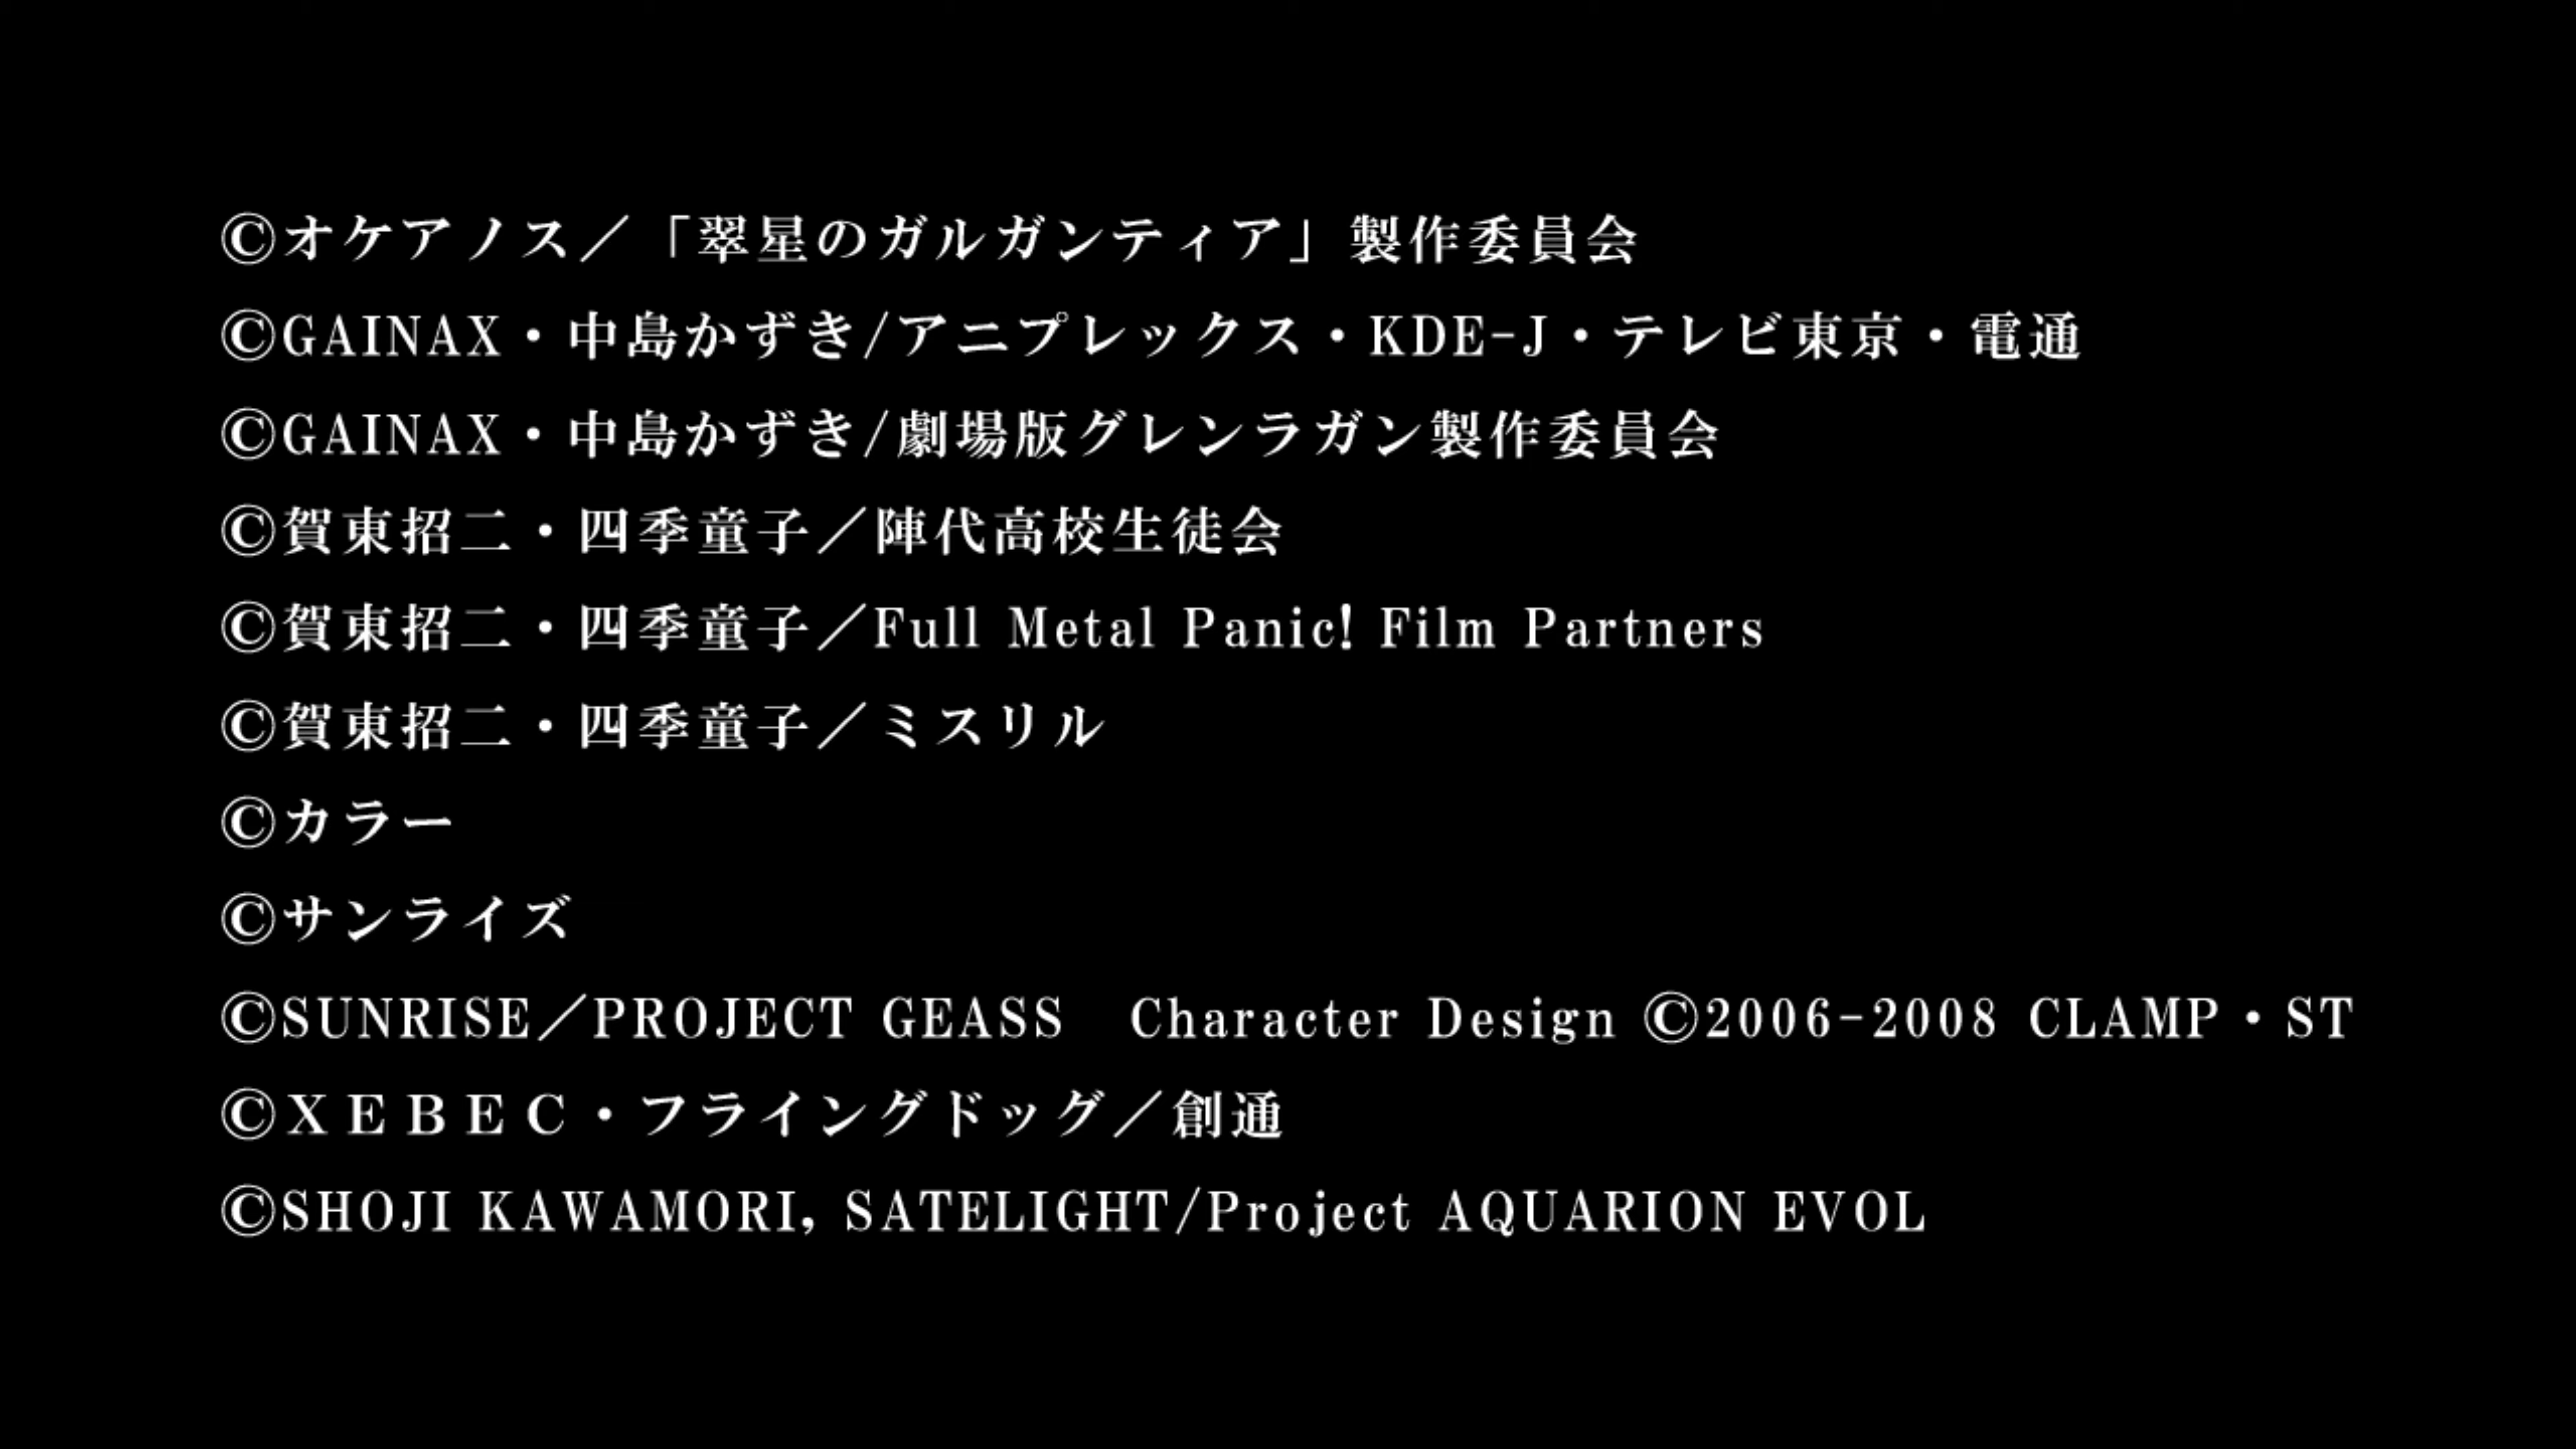 ©オケアノス／「翠星のガルガンティア」製作委員会
©GAINAX・中島かずき/アニプレックス・KDE-J・テレビ東京・電通
©GAINAX・中島かずき/劇場版グレンラガン製作委員会
©賀東招二・四季童子／陣代高校生徒会
©賀東招二・四季童子／Full Metal Panic! Film Partners
©賀東招二・四季童子／ミスリル
©カラー
©サンライズ
©SUNRISE／PROJECT GEASS　Character Design ©2006-2008 CLAMP・ST
©ＸＥＢＥＣ・フライングドッグ／創通
©SHOJI KAWAMORI, SATELIGHT/Project AQUARION EVOL